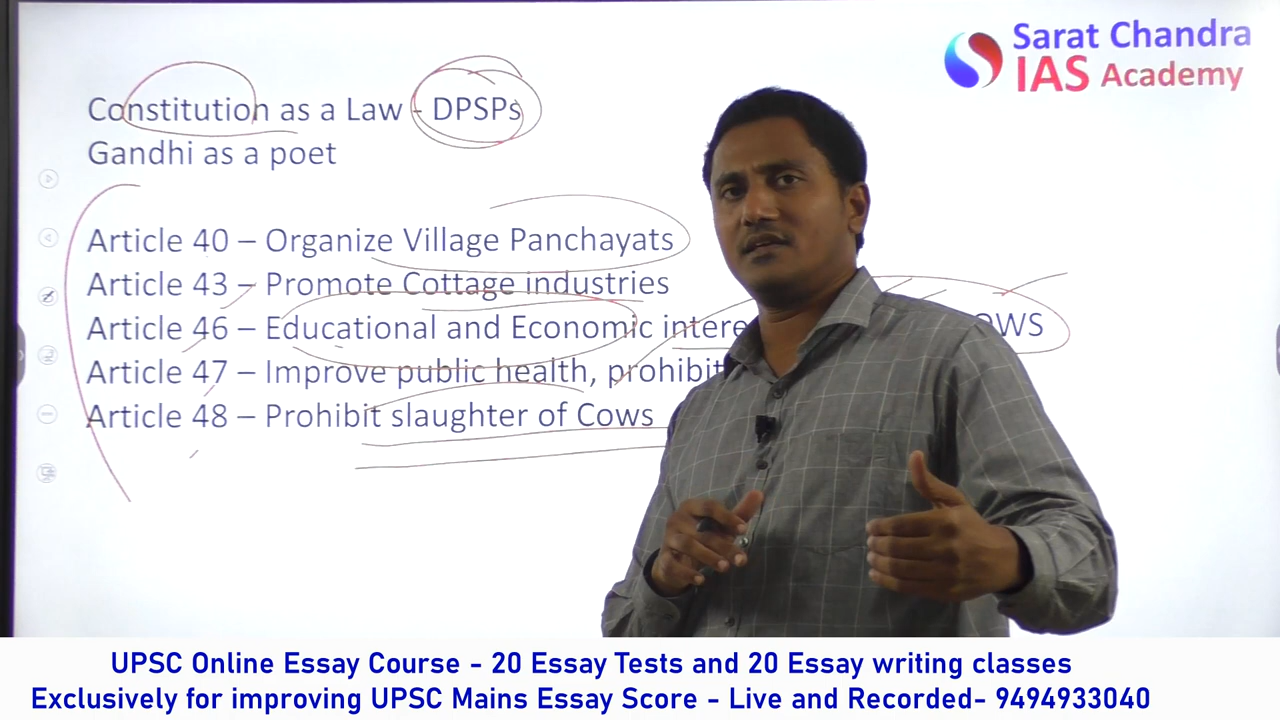 Sarat Chandra
IAS Academy
Constitution as a Law - DPSPs
Gandhi as a poet
Article 40 – Organize Village Panchayats
Article 43 – Promote Cottage industries
Article 46 – Educational and Economic
Article 47 – Improve public health, prohibit
Article 48 – Prohibit slaughter of Cows
UPSC Online Essay Course - 20 Essay Tests and 20 Essay writing classes
Exclusively for improving UPSC Mains Essay Score - Live and Recorded- 9494933040